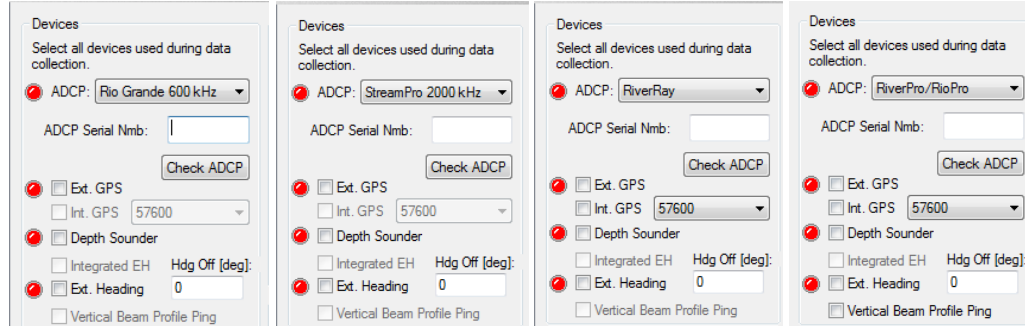 Devices
Select all devices used during data
collection.
ADCP: Rio Grande 600 kHz
ADCP Serial Nmb:
Check ADCP
Ext. GPS
Int. GPS 57600
Depth Sounder
Integrated EH Hdg Off [deg]:
Ext. Heading 0
Vertical Beam Profile Ping
Devices
Select all devices used during data
collection.
ADCP: StreamPro 2000 kHz
ADCP Serial Nmb:
Check ADCP
Ext. GPS
Int. GPS 57600
Depth Sounder
Integrated EH Hdg Off [deg]:
Ext. Heading 0
Vertical Beam Profile Ping
Devices
Select all devices used during data
collection.
ADCP: RiverRay
ADCP Serial Nmb:
Check ADCP
Ext. GPS
Int. GPS 57600
Depth Sounder
Integrated EH Hdg Off [deg]:
Ext. Heading 0
Vertical Beam Profile Ping
Devices
Select all devices used during data
collection.
ADCP: RiverPro/RioPro
ADCP Serial Nmb:
Check ADCP
Ext. GPS
Int. GPS 57600
Depth Sounder
Integrated EH Hdg Off [deg]:
Ext. Heading 0
Vertical Beam Profile Ping